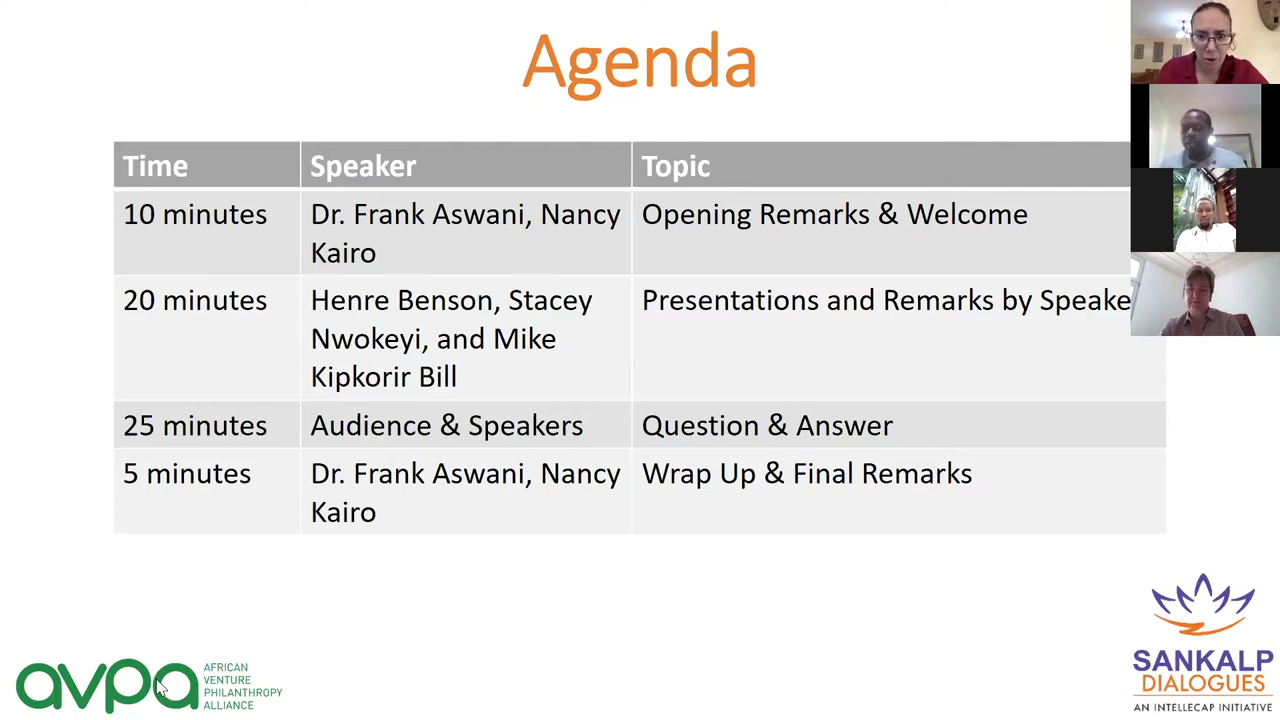 Agenda
Time Speaker Topic
10 minutes Dr. Frank Aswani, Nancy Opening Remarks & Welcome
Kairo
20 minutes Henre Benson, Stacey Presentations and Remarks by Speake
Nwokeyi, and Mike
Kipkorir Bill
25 minutes Audience & Speakers Question & Answer
5 minutes Dr. Frank Aswani, Nancy Wrap Up & Final Remarks
Kairo
avpa
AFRICAN
VENTURE
PHILANTHROPY
ALLIANCE
SANKALP
DIALOGUES
AN INTELLECAP INITIATIVE